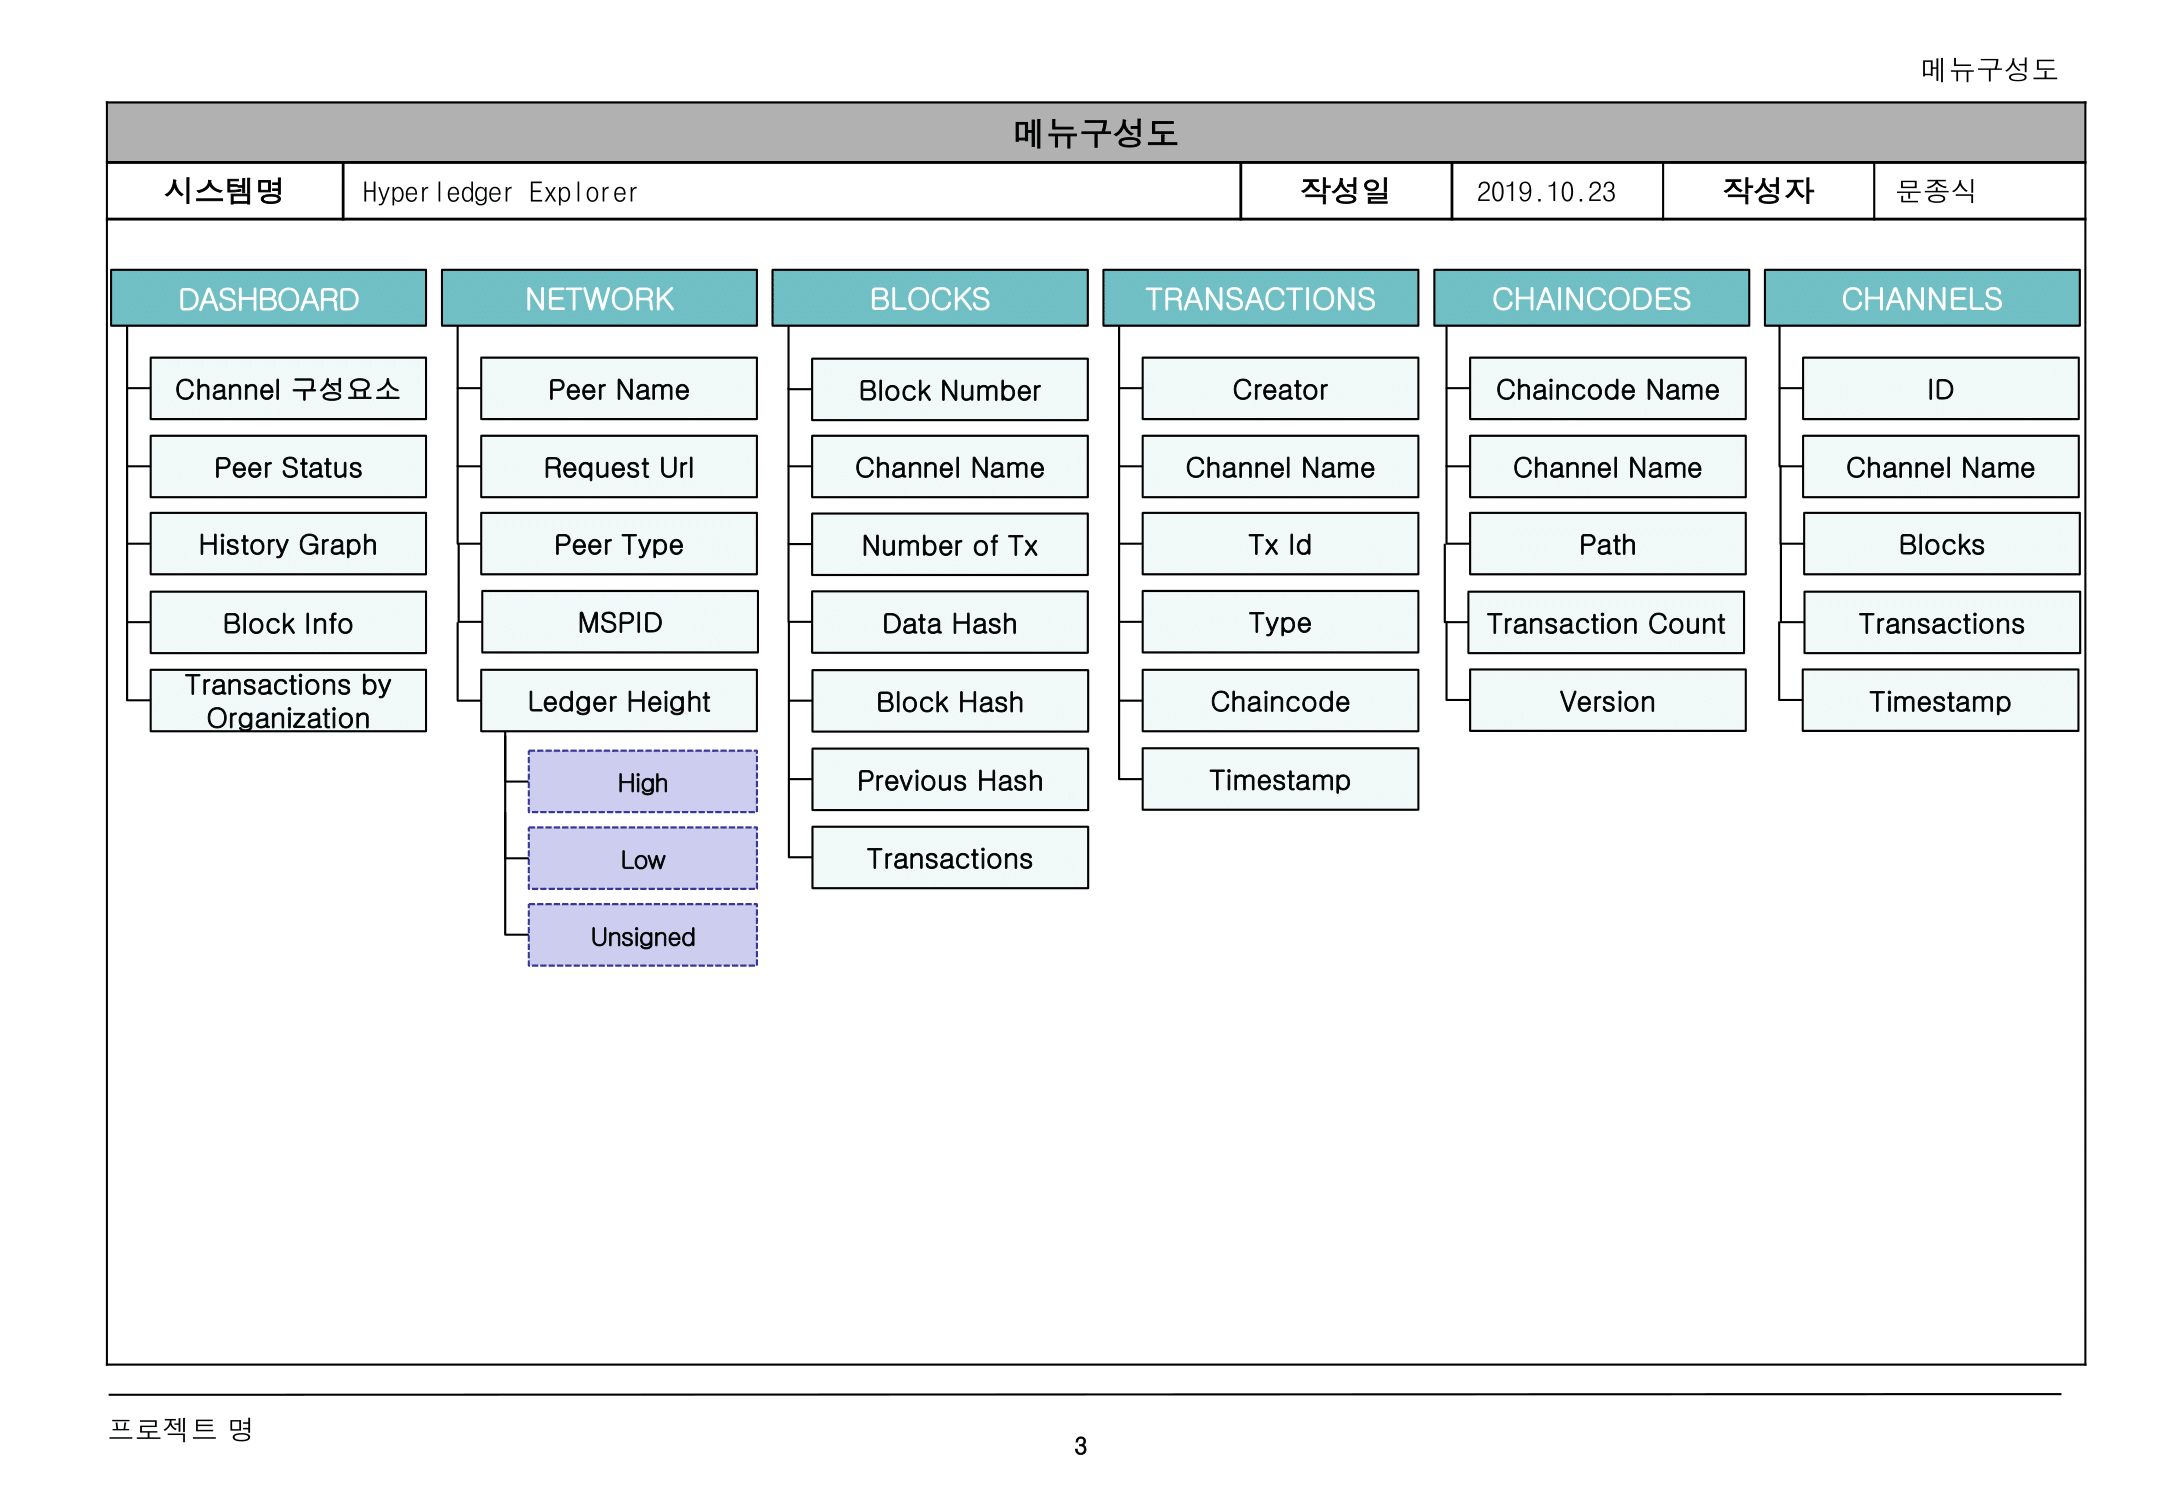 메뉴구성도
메뉴구성도
시스템명 Hyperledger Explorer 작성일 2019.10.23 작성자 문종식
DASHBOARD
Channel 구성요소
Peer Status
History Graph
Block Info
Transactions by
Organization
NETWORK
Peer Name
Request Url
Peer Type
MSPID
Ledger Height
High
Low
Unsigned
BLOCKS
Block Number
Channel Name
Number of Tx
Data Hash
Block Hash
Previous Hash
Transactions
TRANSACTIONS
Creator
Channel Name
Tx Id
Type
Chaincode
Timestamp
CHAINCODES
Chaincode Name
Channel Name
Path
Transaction Count
Version
CHANNELS
ID
Channel Name
Blocks
Transactions
Timestamp
프로젝트 명
3